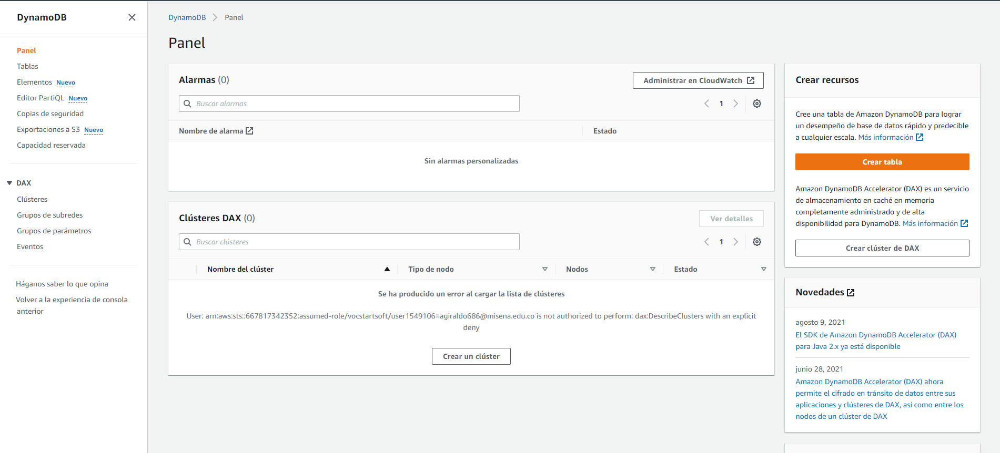 DynamoDB
Panel
Tablas
Elementos Nuevo
Editor PartiQL Nuevo
Copias de seguridad
Exportaciones a S3 Nuevo
Capacidad reservada
DAX
Clústeres
Grupos de subredes
Grupos de parámetros
Eventos
Háganos saber lo que opina
Volver a la experiencia de consola
anterior
DynamoDB > Panel
Panel
Alarmas (0)
Administrar en CloudWatch
Buscar alarmas
1
Nombre de alarma
Estado
Sin alarmas personalizadas
Clústeres DAX (0)
Ver detalles
Buscar clústeres
1
Nombre del clúster
Tipo de nodo
Nodos
Estado
Se ha producido un error al cargar la lista de clústeres
User: arn:aws:sts::667817342352:assumed-role/vocstartsoft/user1549106=agiraldo686@misena.edu.co is not authorized to perform: dax:DescribeClusters with an explicit
deny
Crear un clúster
Crear recursos
Cree una tabla de Amazon DynamoDB para lograr
un desempeño de base de datos rápido y predecible
a cualquier escala. Más información
Crear tabla
Amazon DynamoDB Accelerator (DAX) es un servicio
de almacenamiento en caché en memoria
completamente administrado y de alta
disponibilidad para DynamoDB. Más información
Crear clúster de DAX
Novedades
agosto 9, 2021
El SDK de Amazon DynamoDB Accelerator (DAX)
para Java 2.x ya está disponible
junio 28, 2021
Amazon DynamoDB Accelerator (DAX) ahora
permite el cifrado en tránsito de datos entre sus
aplicaciones y clústeres de DAX, así como entre los
nodos de un clúster de DAX